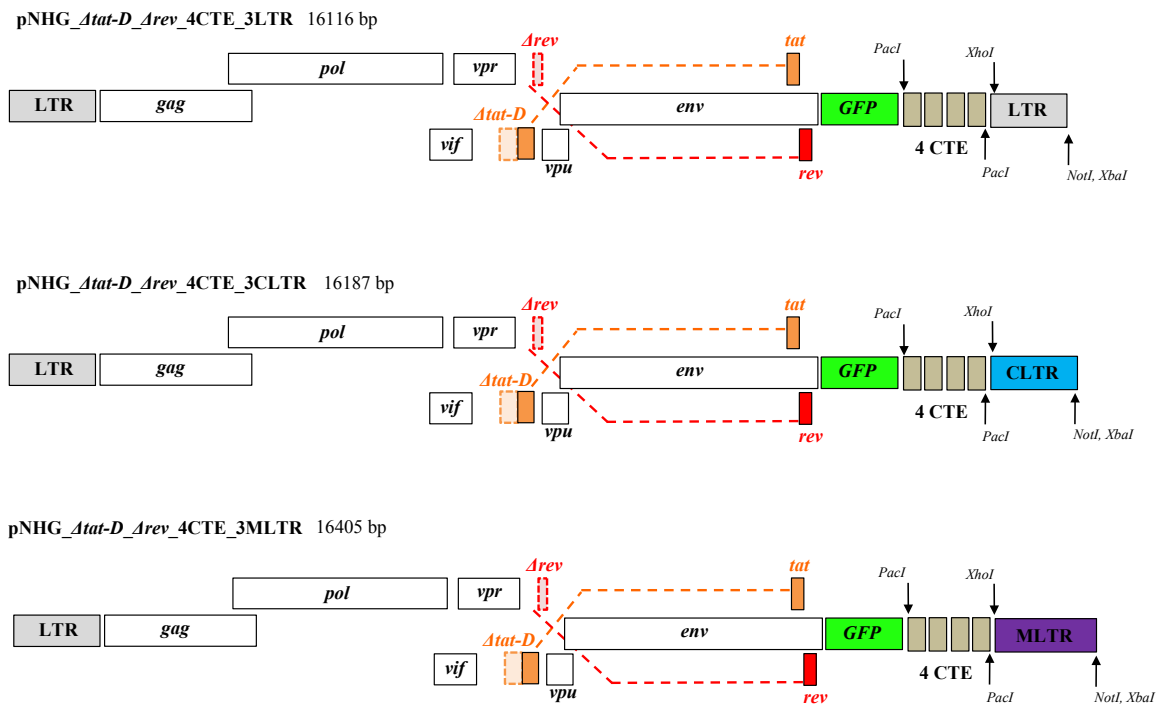 pNHG_Δtat-D_Δrev_4CTE_3LTR 16116 bp
Δrev
tat
PacI
XhoI
pol
vpr
LTR
gag
Δtat-D
env
GFP
LTR
vif
vpu
4 CTE
rev
PacI
NotI, XbaI
pNHG_Δtat-D_Δrev_4CTE_3CLTR 16187 bp
Δrev
tat
PacI
XhoI
pol
vpr
LTR
gag
Δtat-D
env
GFP
CLTR
vif
vpu
4 CTE
rev
PacI
NotI, XbaI
pNHG_Δtat-D_Δrev_4CTE_3MLTR 16405 bp
Δrev
tat
PacI
XhoI
pol
vpr
LTR
gag
Δtat-D
env
GFP
MLTR
vif
vpu
4 CTE
rev
PacI
NotI, XbaI